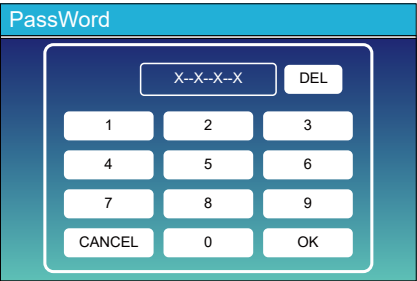 PassWord
X--X--X--X DEL
1 2 3
4 5 6
7 8 9
CANCEL 0 OK